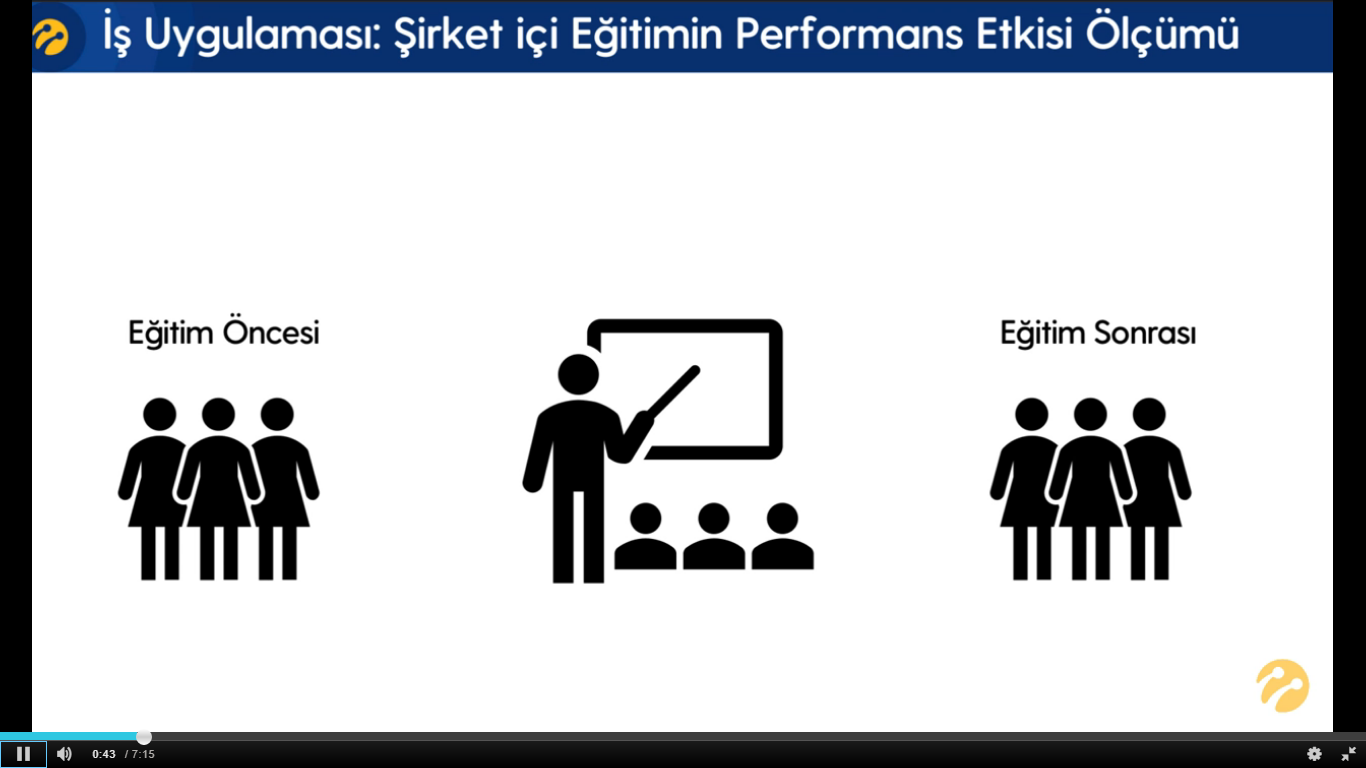 İş Uygulaması: Şirket içi Eğitimin Performans Etkisi Ölçümü
Eğitim Öncesi
Eğitim Sonrası
0:43 / 7:15